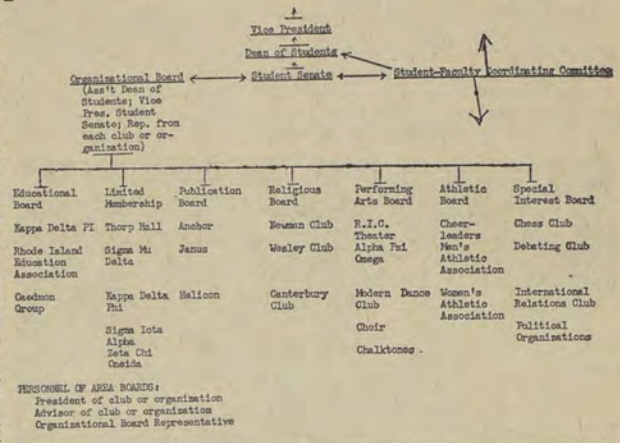 Vice President
Dean of Students
Organizational Board
Student Senate
Student-Faculty Coordinating Committee
(Ass't Dean of
Students; Vice
Pres. Student
Senate; Rep. from
each club or or-
ganization)
Educational
Board
Kappa Delta PI
Rhode Island
Education
Association
Caedmon
Group
Limited
Membership
Thorp Hall
Sigma Mu
Delta
Kappa Delta
Phi
Sigma Iota
Alpha
Zeta Chi
Oneida
Publication
Board
Anchor
Janus
Helicon
Religious
Board
Newman Club
Wesley Club
Canterbury
Club
Performing
Arts Board
R.I.C.
Theater
Alpha Psi
Omega
Modern Dance
Club
Choir
Chalktones.
Athletic
Board
Cheer-
leaders
Men's
Athletic
Association
Women's
Athletic
Association
Special
Interest Board
Chess Club
Debating Club
International
Relations Club
Political
Organizations
PERSONNEL OF AREA BOARDS:
President of club or organization
Advisor of club or organization
Organizational Board Representative